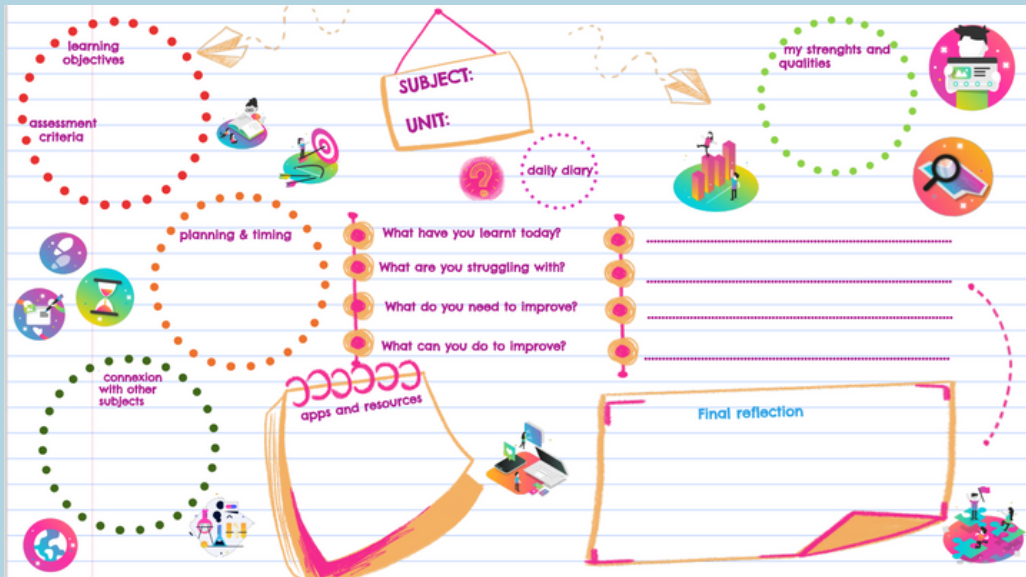 learning
objectives
assessment
criteria
SUBJECT:
UNIT:
my strenghts and
qualities
?
daily diary
planning & timing
What have you learnt today?
What are you struggling with?
What do you need to improve?
What can you do to improve?
connexion
with other
subjects
apps and resources
Final reflection